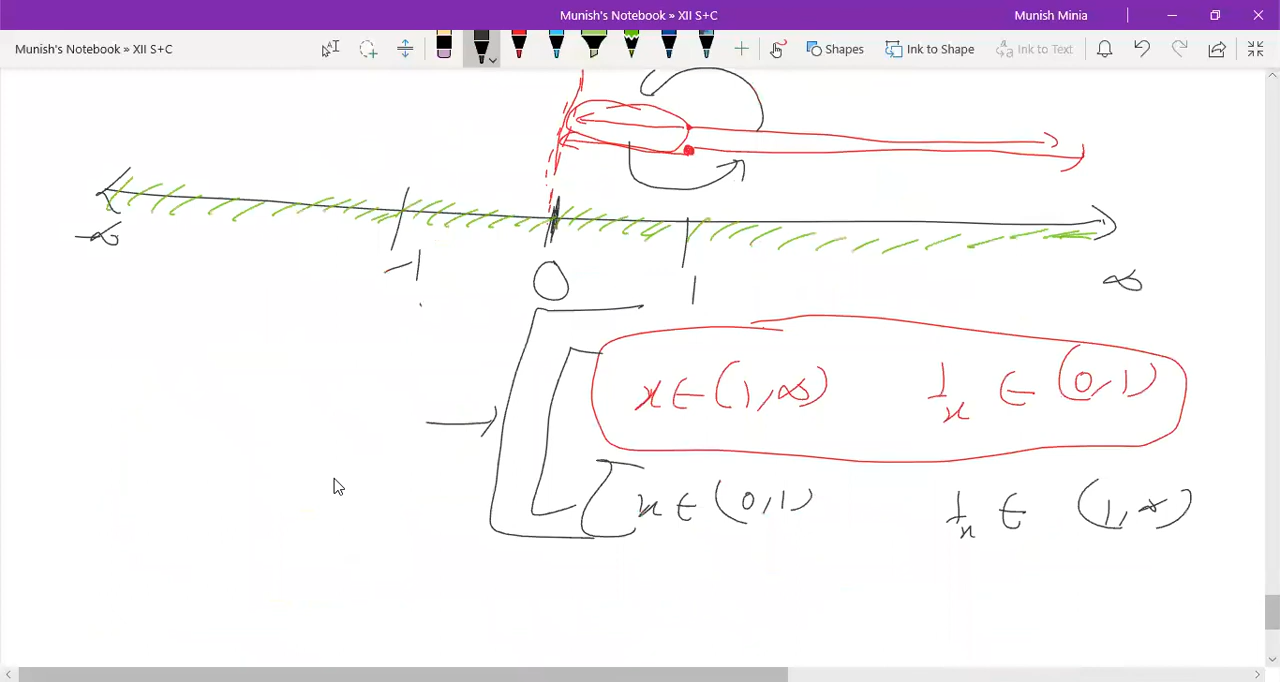 Munish's Notebook » XII S+C
Munish Minia
Munish's Notebook » XII S+C
Shapes
Ink to Shape
Ink to Text
-∞
-1
0
1
∞
x ∈ (1, ∞) 1/x ∈ (0, 1)
x ∈ (0, 1) 1/x ∈ (1, ∞)